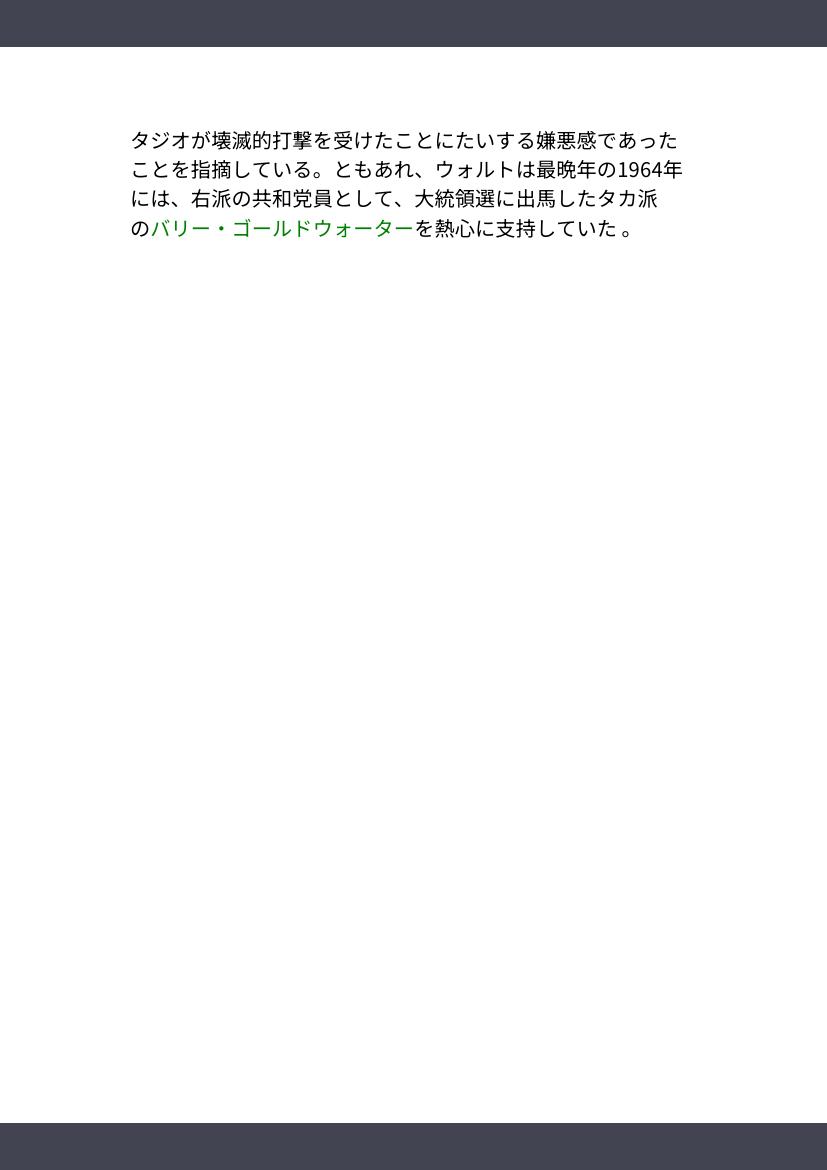 タジオが壊滅的打撃を受けたことにたいする嫌悪感であった
ことを指摘している。ともあれ、ウォルトは最晩年の1964年
には、右派の共和党員として、大統領選に出馬したタカ派
のバリー・ゴールドウォーターを熱心に支持していた 。